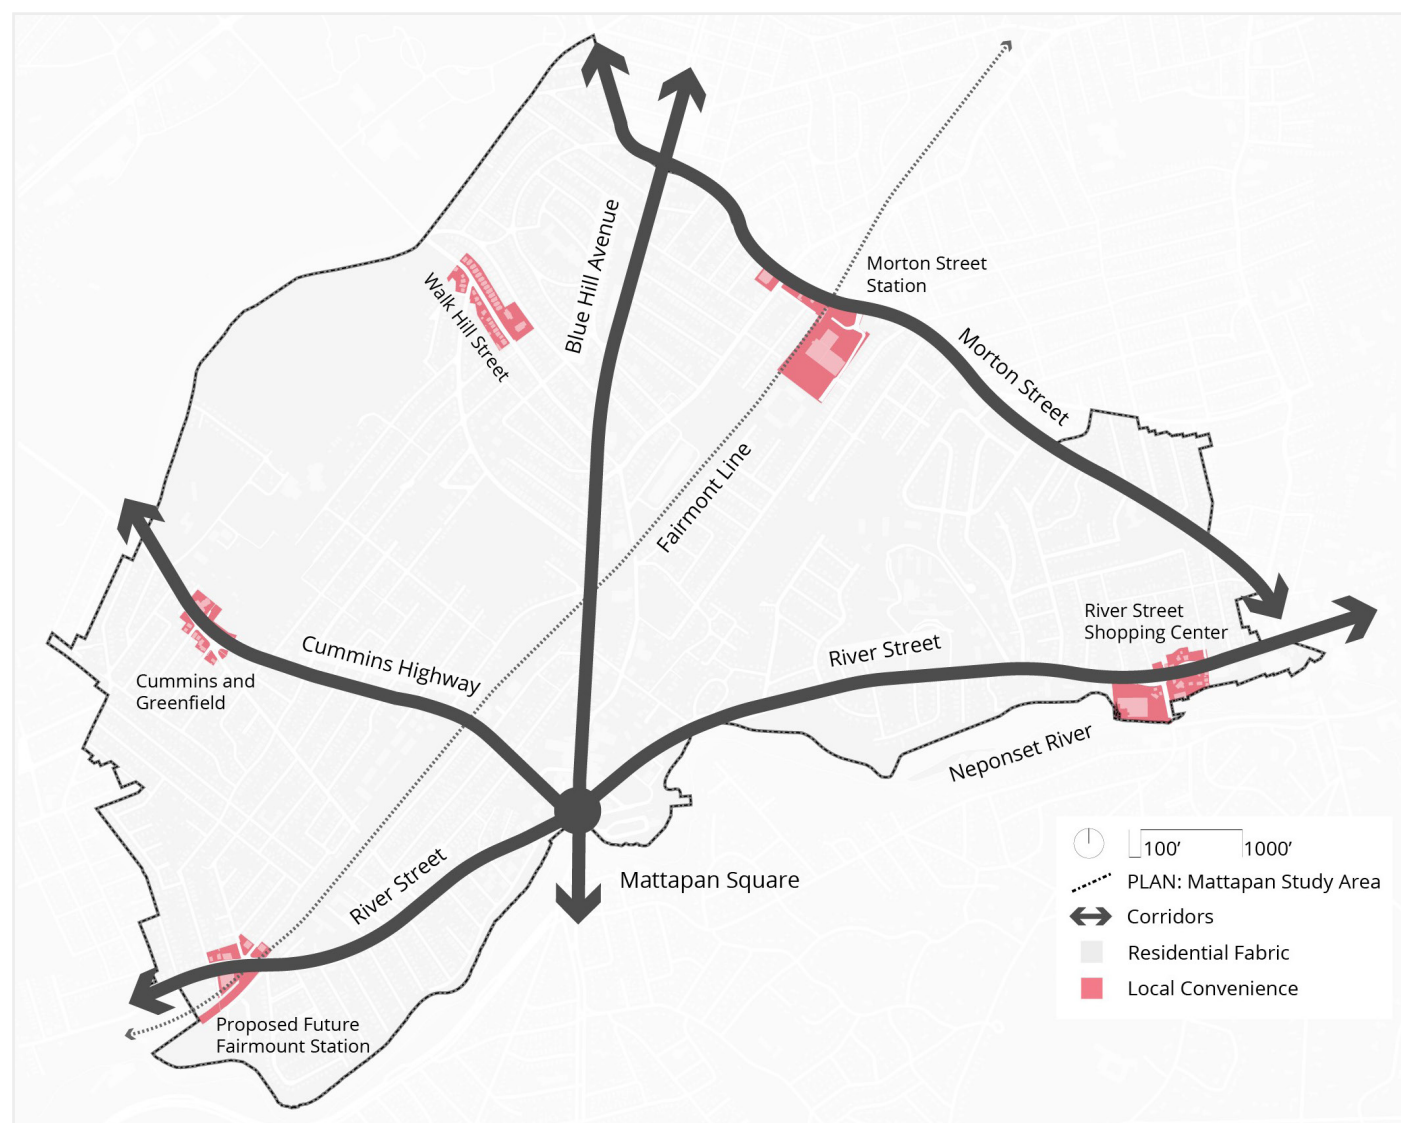 Blue Hill Avenue
Walk Hill Street
Morton Street
Station
Morton Street
Fairmont Line
River Street
Shopping Center
River Street
Cummins Highway
Cummins and
Greenfield
Neponset River
Mattapan Square
River Street
Proposed Future
Fairmount Station
100’ 1000’
PLAN: Mattapan Study Area
Corridors
Residential Fabric
Local Convenience